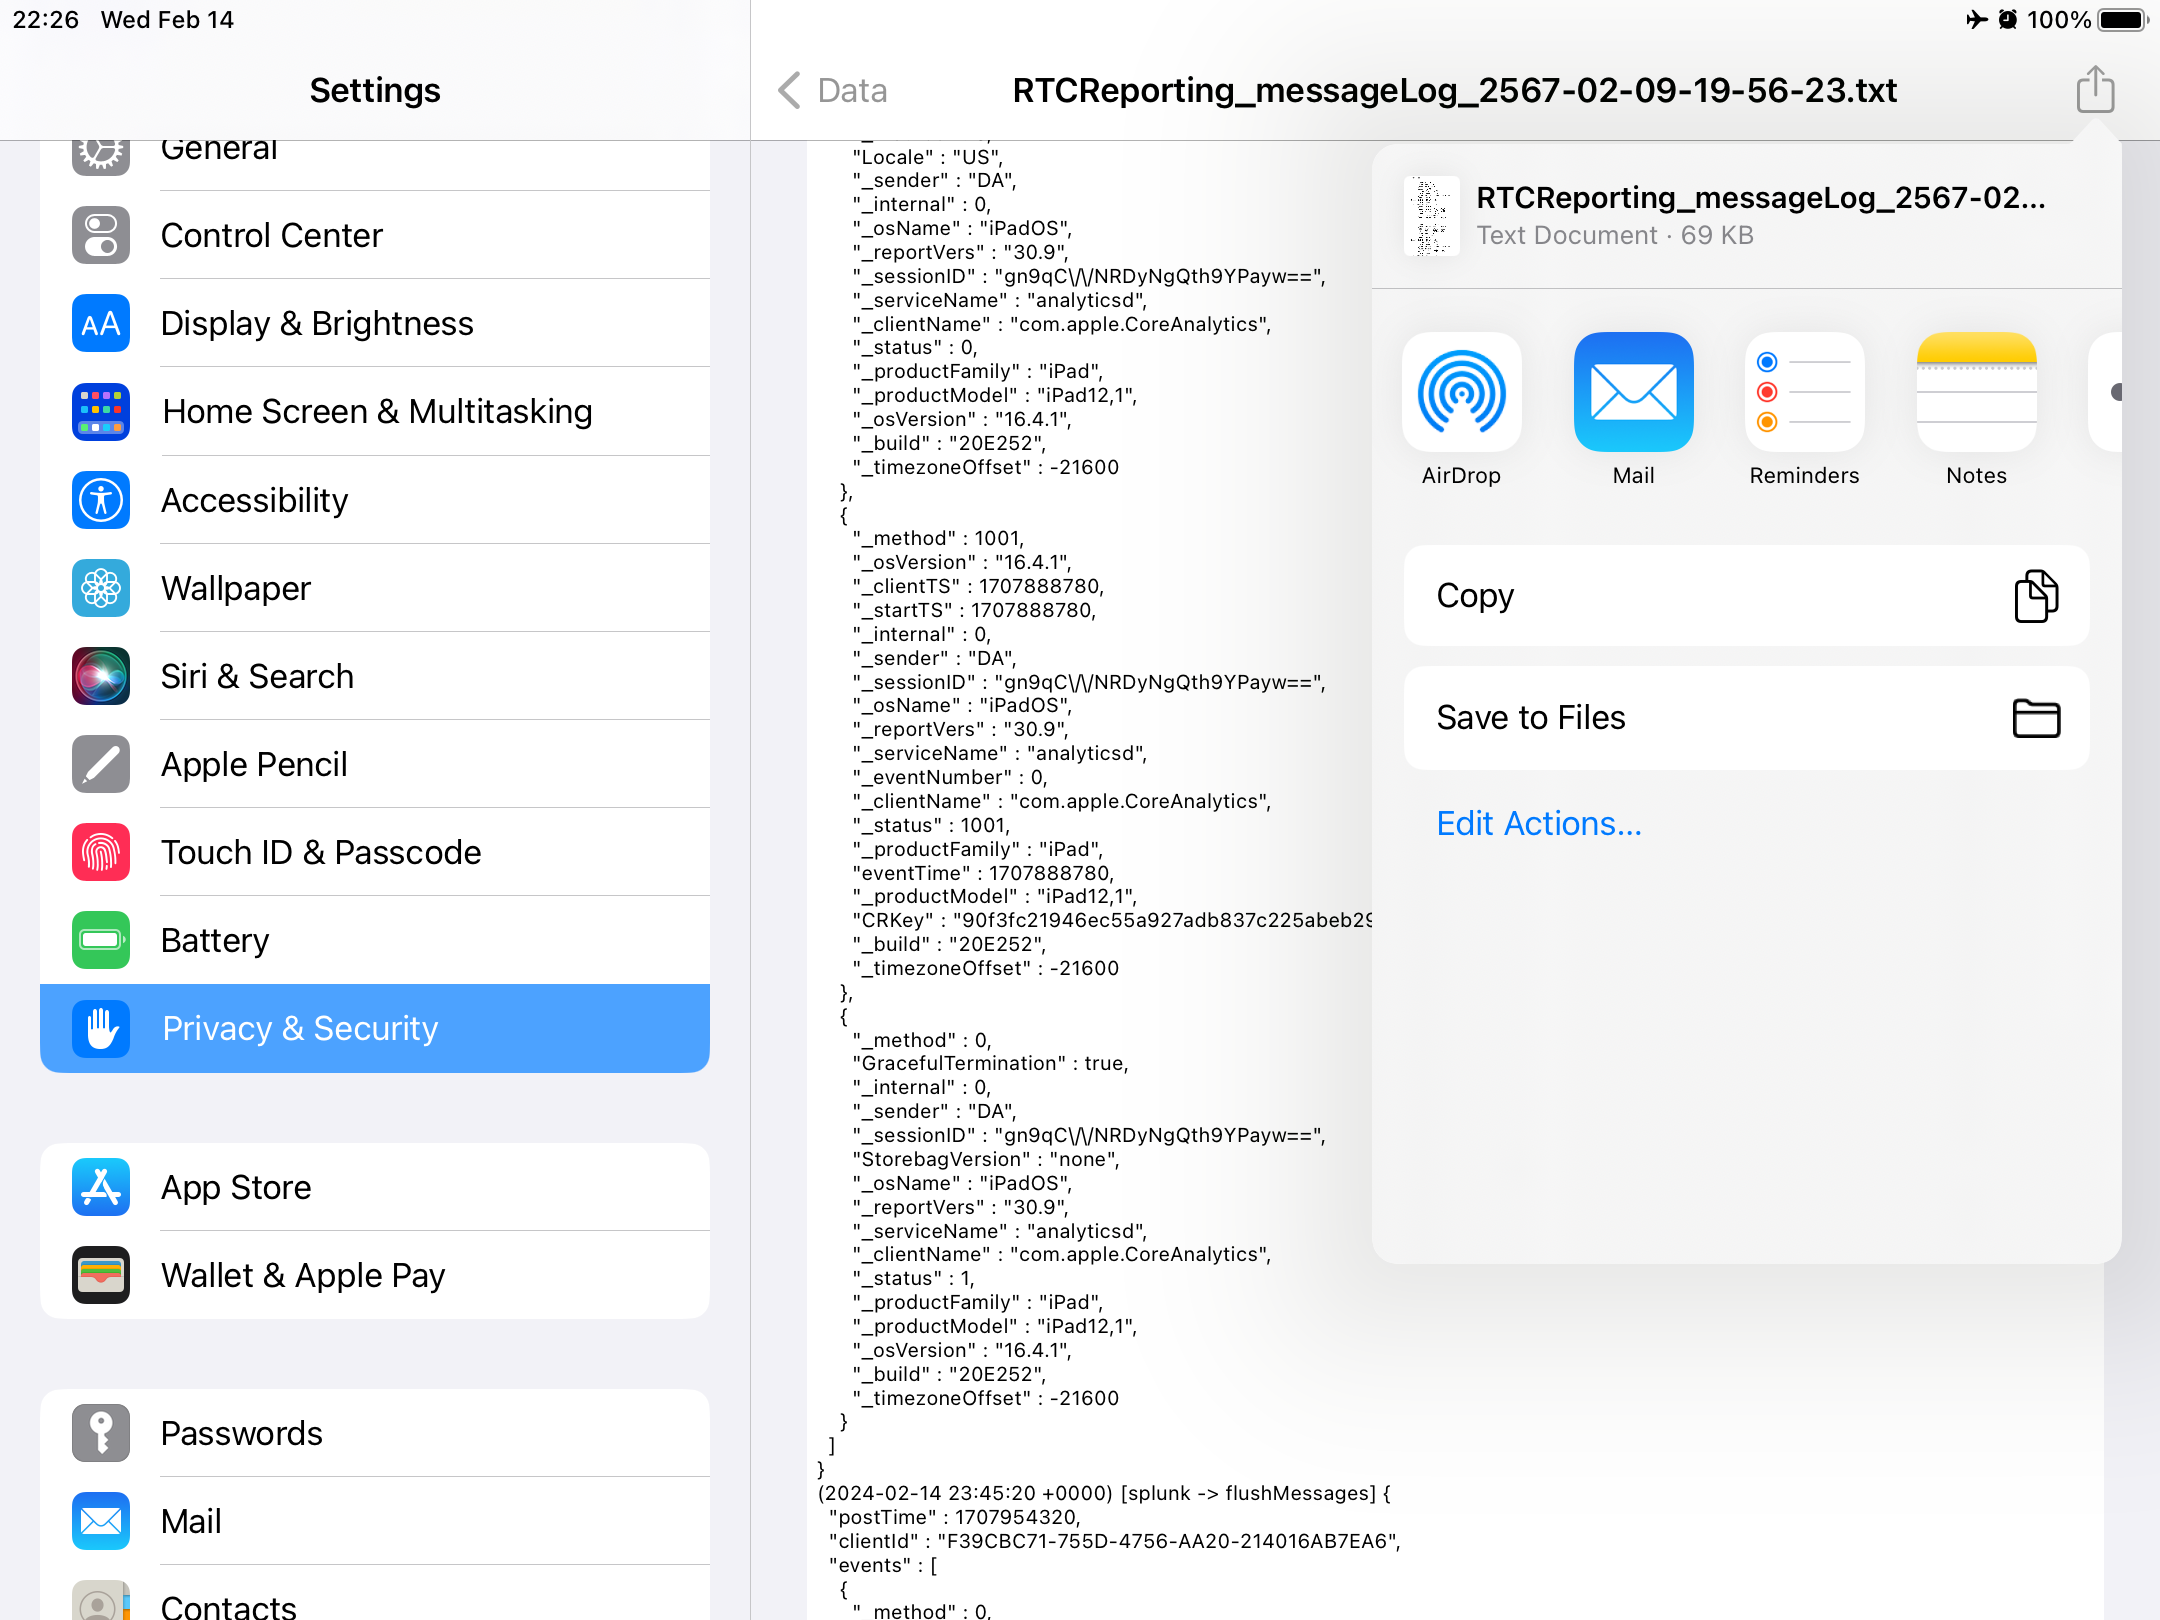 22:26 Wed Feb 14
100%
Settings
General
Control Center
Display & Brightness
Home Screen & Multitasking
Accessibility
Wallpaper
Siri & Search
Apple Pencil
Touch ID & Passcode
Battery
Privacy & Security
App Store
Wallet & Apple Pay
Passwords
Mail
Contacts
Data
RTCReporting_messageLog_2567-02-09-19-56-23.txt
"Locale" : "US",
"_sender" : "DA",
"_internal" : 0,
"_osName" : "iPadOS",
"_reportVers" : "30.9",
"_sessionID" : "gn9qC\/\/NRDyNgQth9YPayw==",
"_serviceName" : "analyticsd",
"_clientName" : "com.apple.CoreAnalytics",
"_status" : 0,
"_productFamily" : "iPad",
"_productModel" : "iPad12,1",
"_osVersion" : "16.4.1",
"_build" : "20E252",
"_timezoneOffset" : -21600
},
{
"_method" : 1001,
"_osVersion" : "16.4.1",
"_clientTS" : 1707888780,
"_startTS" : 1707888780,
"_internal" : 0,
"_sender" : "DA",
"_sessionID" : "gn9qC\/\/NRDyNgQth9YPayw==",
"_osName" : "iPadOS",
"_reportVers" : "30.9",
"_serviceName" : "analyticsd",
"_eventNumber" : 0,
"_clientName" : "com.apple.CoreAnalytics",
"_status" : 1001,
"_productFamily" : "iPad",
"eventTime" : 1707888780,
"_productModel" : "iPad12,1",
"CRKey" : "90f3fc21946ec55a927adb837c225abeb29
"_build" : "20E252",
"_timezoneOffset" : -21600
},
{
"_method" : 0,
"GracefulTermination" : true,
"_internal" : 0,
"_sender" : "DA",
"_sessionID" : "gn9qC\/\/NRDyNgQth9YPayw==",
"StorebagVersion" : "none",
"_osName" : "iPadOS",
"_reportVers" : "30.9",
"_serviceName" : "analyticsd",
"_clientName" : "com.apple.CoreAnalytics",
"_status" : 1,
"_productFamily" : "iPad",
"_productModel" : "iPad12,1",
"_osVersion" : "16.4.1",
"_build" : "20E252",
"_timezoneOffset" : -21600
}
]
}
(2024-02-14 23:45:20 +0000) [splunk -> flushMessages] {
"postTime" : 1707954320,
"clientId" : "F39CBC71-755D-4756-AA20-214016AB7EA6",
"events" : [
{
"_method" : 0,
RTCReporting_messageLog_2567-02...
Text Document · 69 KB
AirDrop
Mail
Reminders
Notes
Copy
Save to Files
Edit Actions...